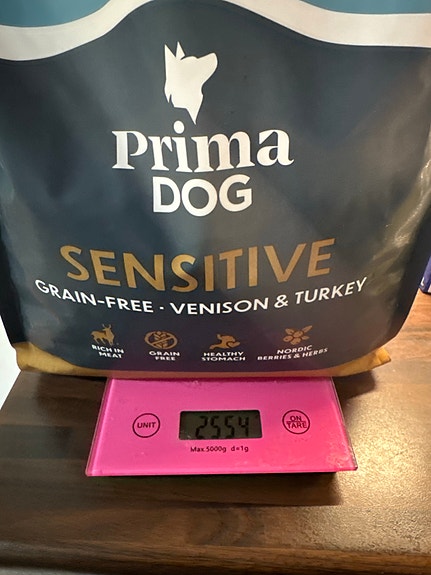 Prima
DOG
SENSITIVE
GRAIN-FREE · VENISON & TURKEY
RICH IN
MEAT
GRAIN
FREE
HEALTHY
STOMACH
NORDIC
BERRIES & HERBS
UNIT
2554
ON
TARE
Max.5000g d=1g